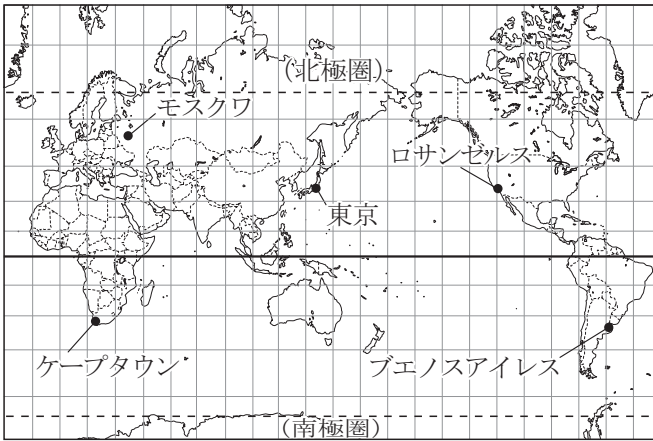 (北極圏)
モスクワ
ロサンゼルス
東京
ケープタウン
ブエノスアイレス
(南極圏)